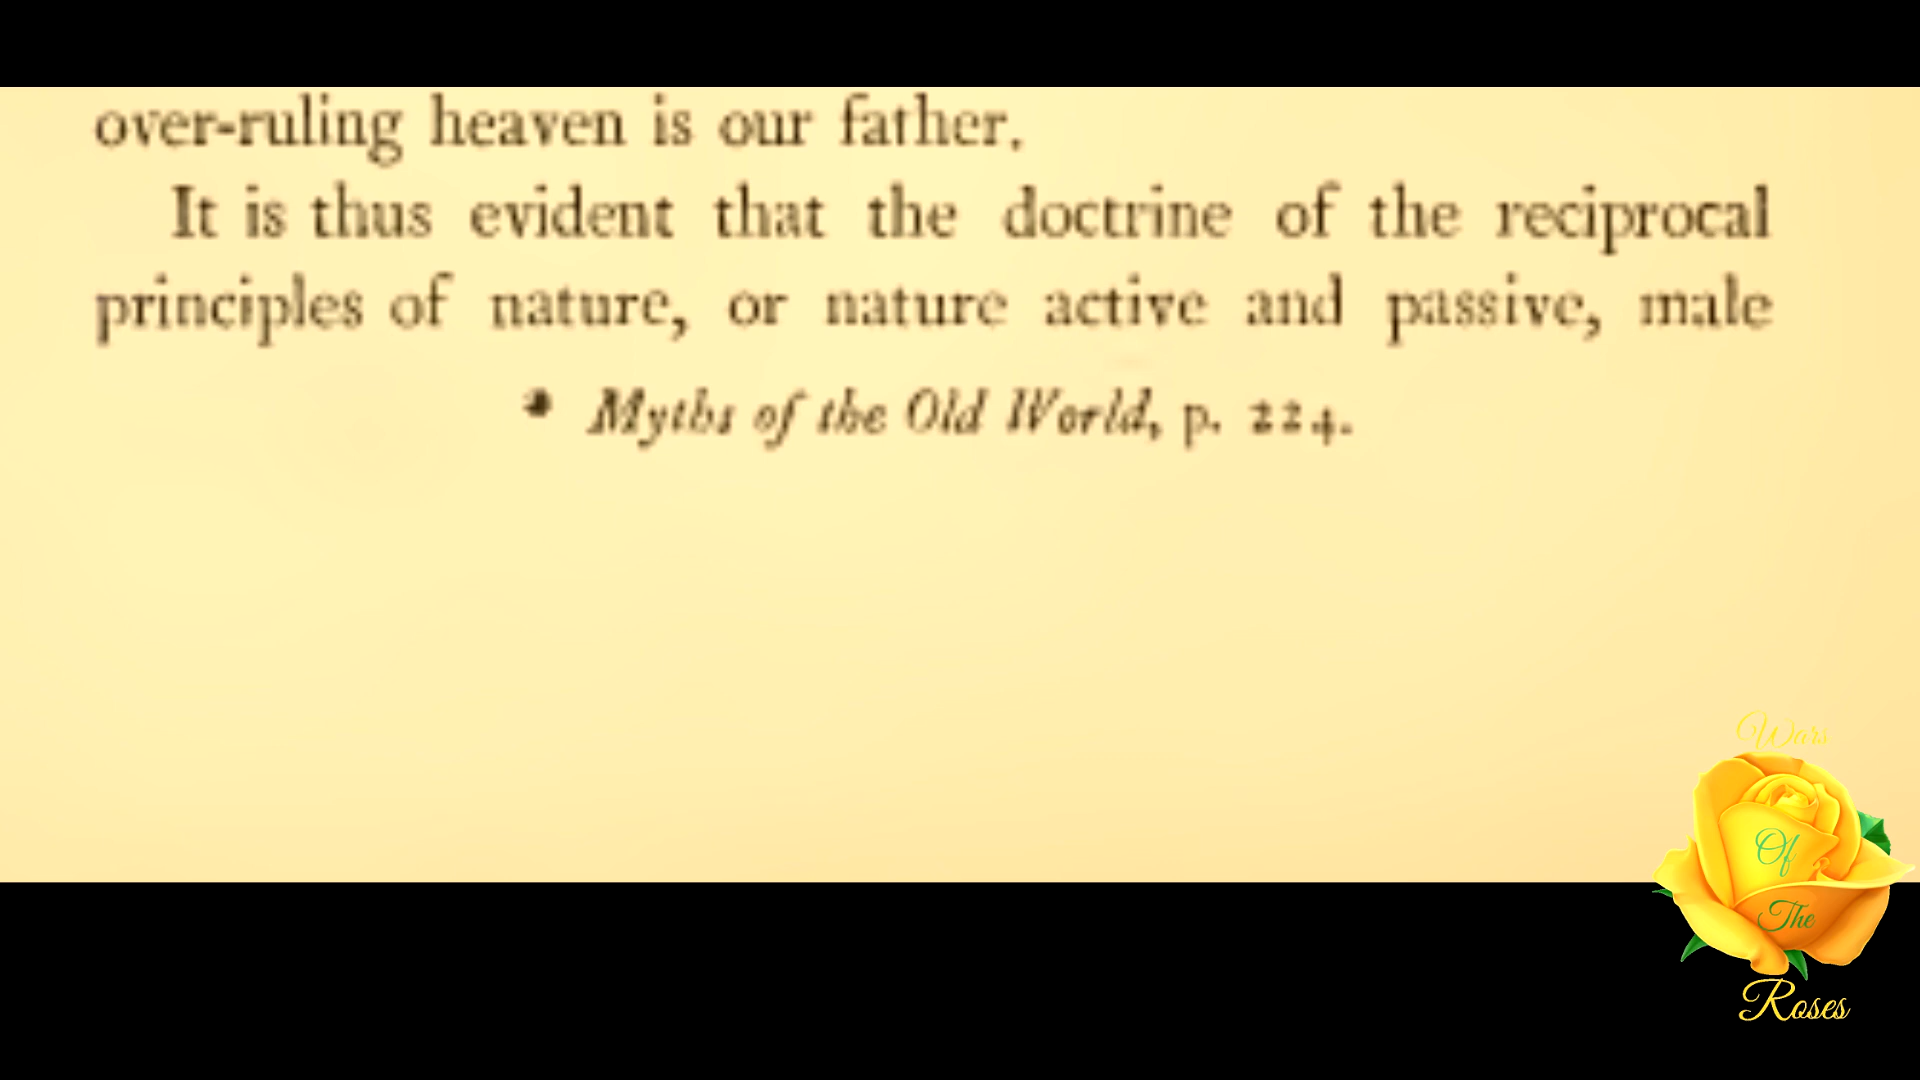 over-ruling heaven is our father.
It is thus evident that the doctrine of the reciprocal
principles of nature, or nature active and passive, male
* Myths of the Old World, p. 224.
Wars
Of
The
Roses